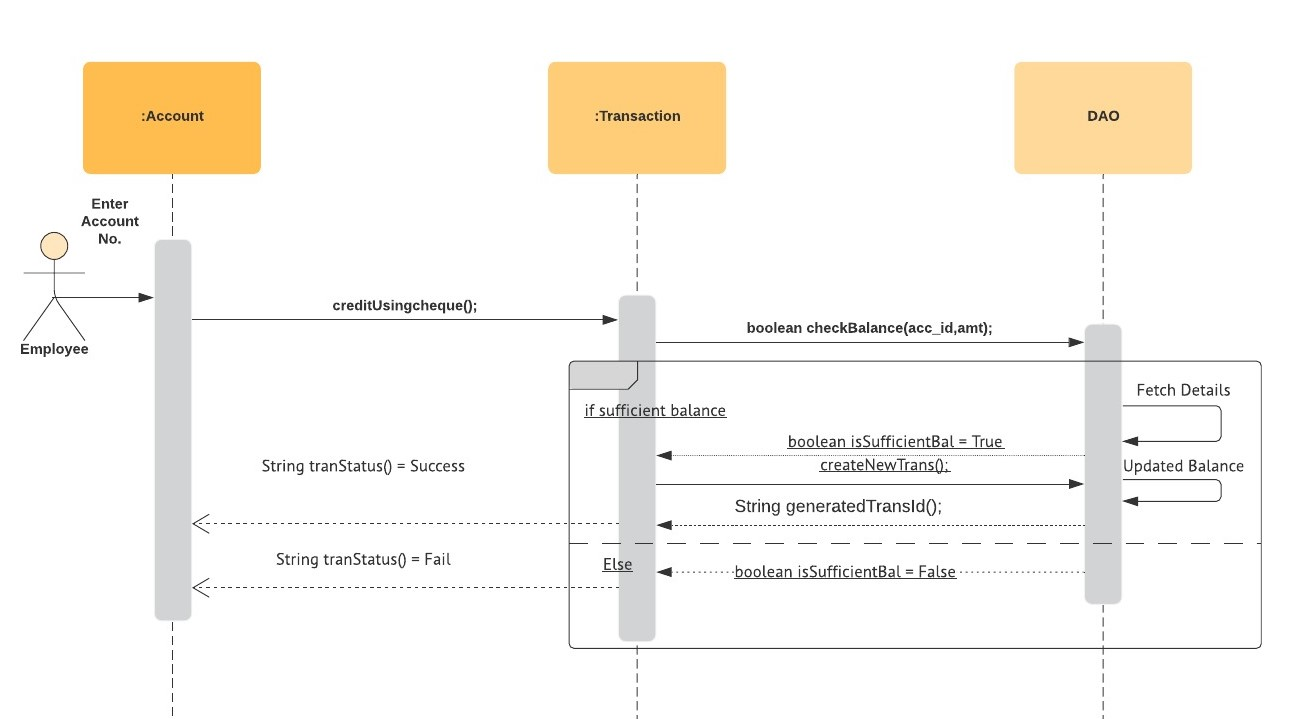 :Account
:Transaction
DAO
Enter
Account
No.
Employee
creditUsingcheque();
boolean checkBalance(acc_id,amt);
Fetch Details
if sufficient balance
boolean isSufficientBal = True
createNewTrans();
Updated Balance
String tranStatus() = Success
String generatedTransId();
String tranStatus() = Fail
Else
boolean isSufficientBal = False